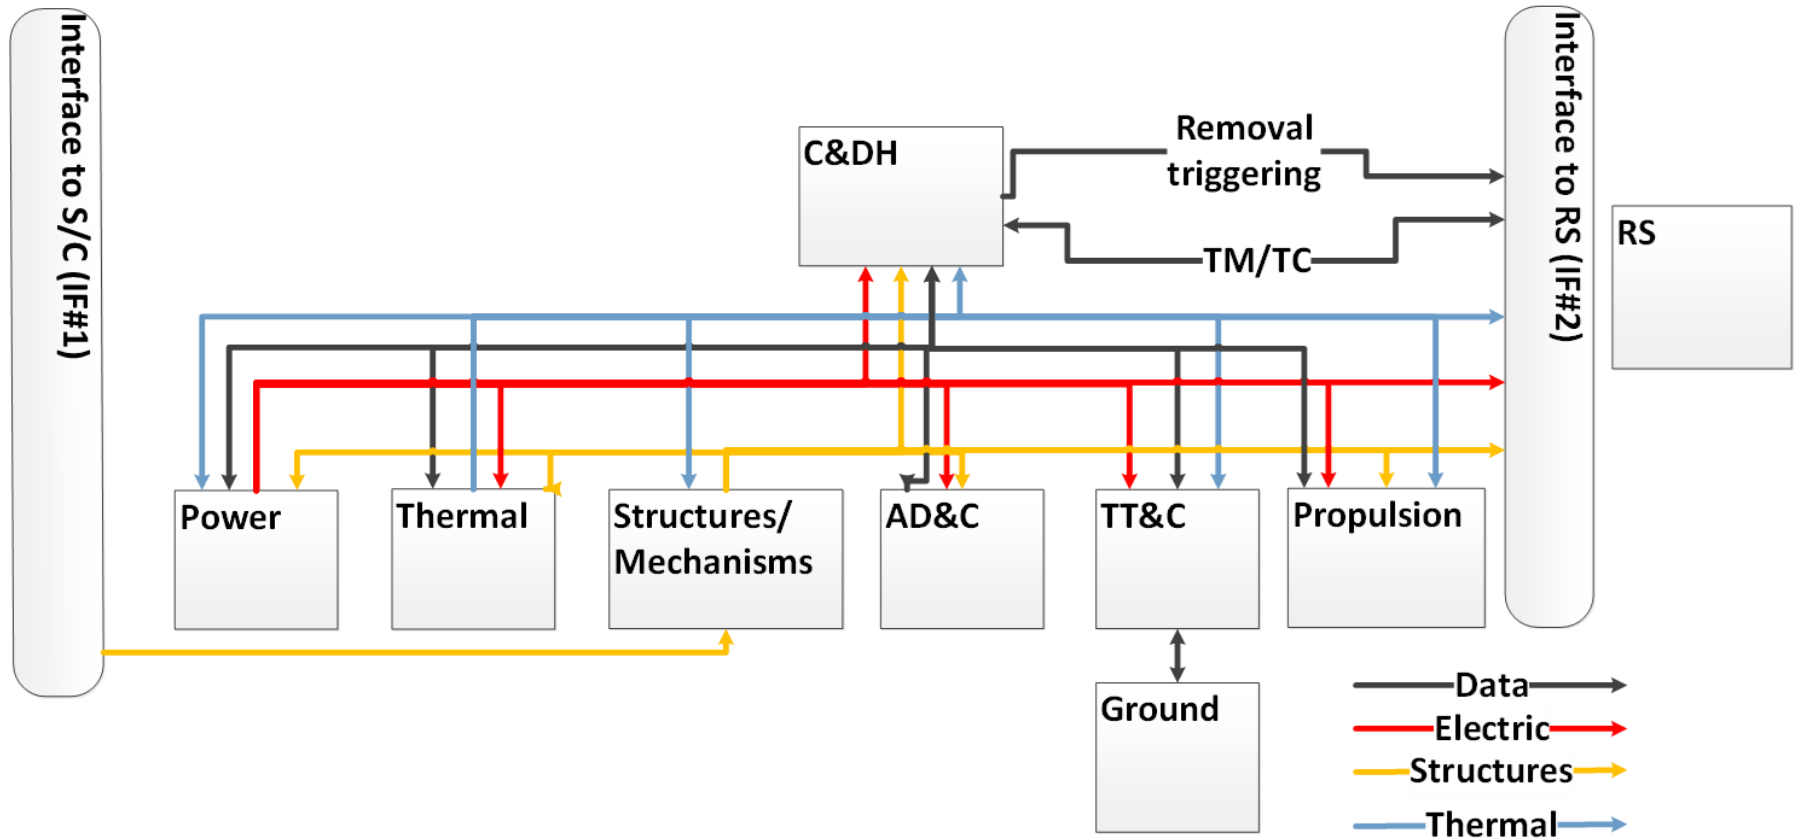 Interface to S/C (IF#1)
Interface to RS (IF#2)
C&DH
Removal
triggering
TM/TC
RS
Power
Thermal
Structures/
Mechanisms
AD&C
TT&C
Propulsion
Ground
Data
Electric
Structures
Thermal